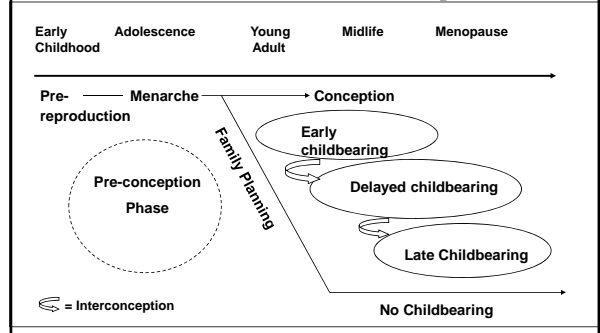 Early
Childhood
Adolescence
Young
Adult
Midlife
Menopause
Pre-
reproduction
Menarche
Conception
Early
childbearing
Family Planning
Pre-conception
Phase
Delayed childbearing
Late Childbearing
= Interconception
No Childbearing